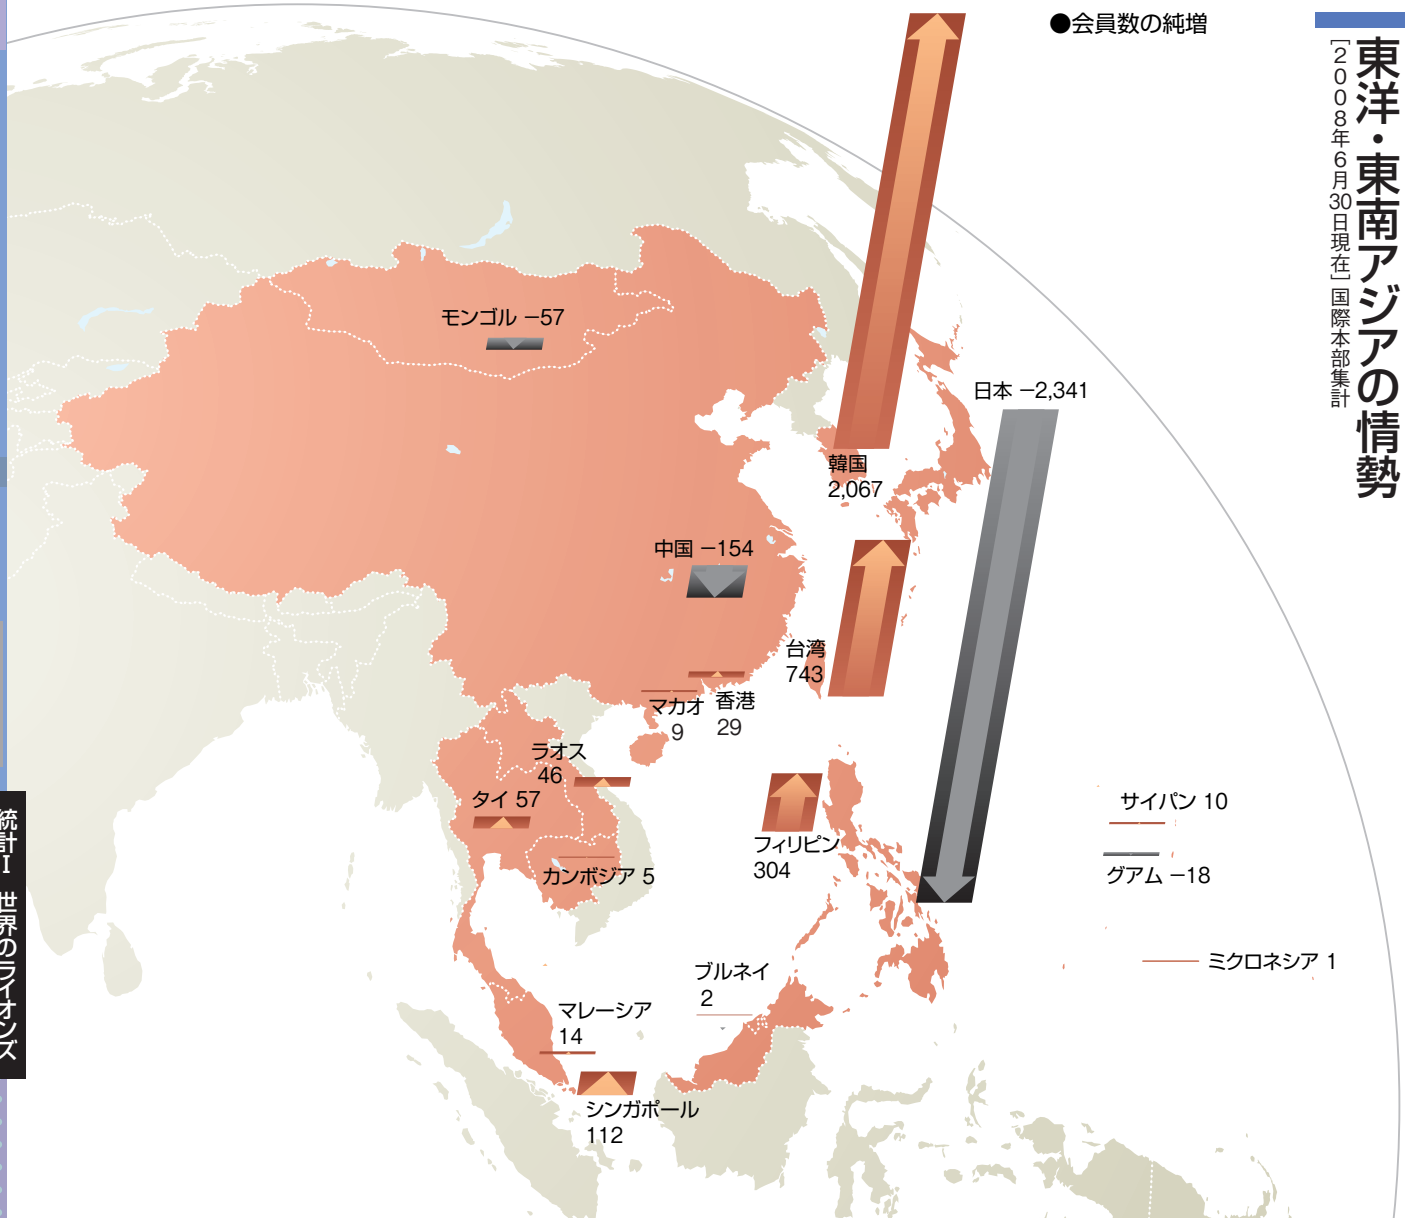 ●会員数の純増
東洋・東南アジアの情勢
[2008年6月30日現在] 国際本部集計
モンゴル －57
日本 －2,341
韓国
2,067
中国 －154
台湾
743
マカオ
9
香港
29
ラオス
46
タイ 57
カンボジア 5
フィリピン
304
サイパン 10
グアム －18
ミクロネシア 1
ブルネイ
2
マレーシア
14
シンガポール
112
統計I 世界のライオンズ